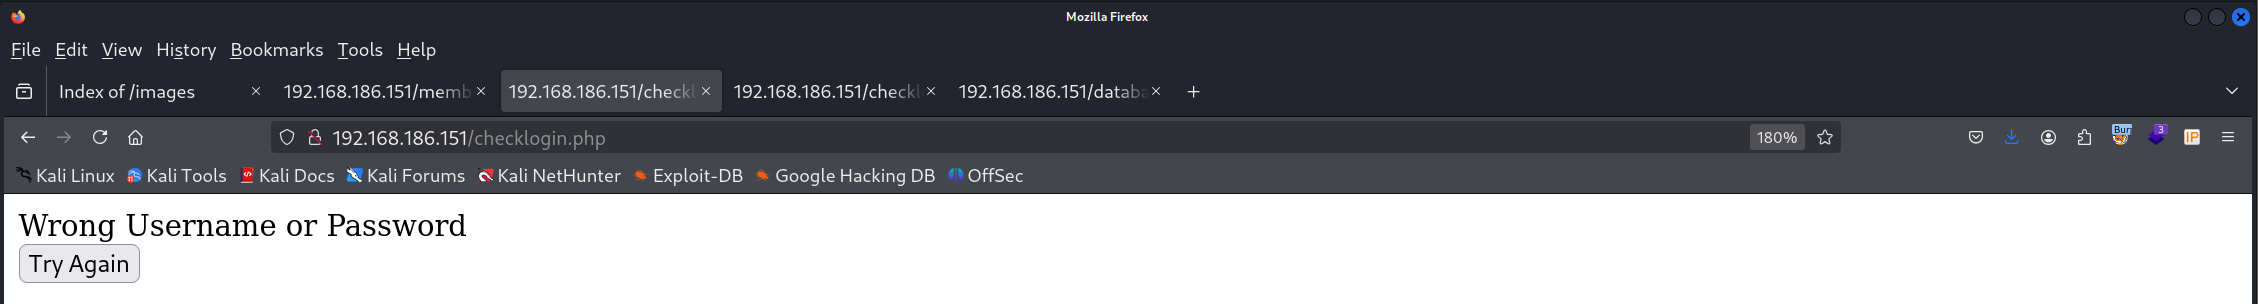 Mozilla Firefox
File Edit View History Bookmarks Tools Help
Index of /images 192.168.186.151/memb 192.168.186.151/checkl 192.168.186.151/checkl 192.168.186.151/databa
192.168.186.151/checklogin.php 180% Burp 3 IP
Kali Linux Kali Tools Kali Docs Kali Forums Kali NetHunter Exploit-DB Google Hacking DB OffSec
Wrong Username or Password
Try Again